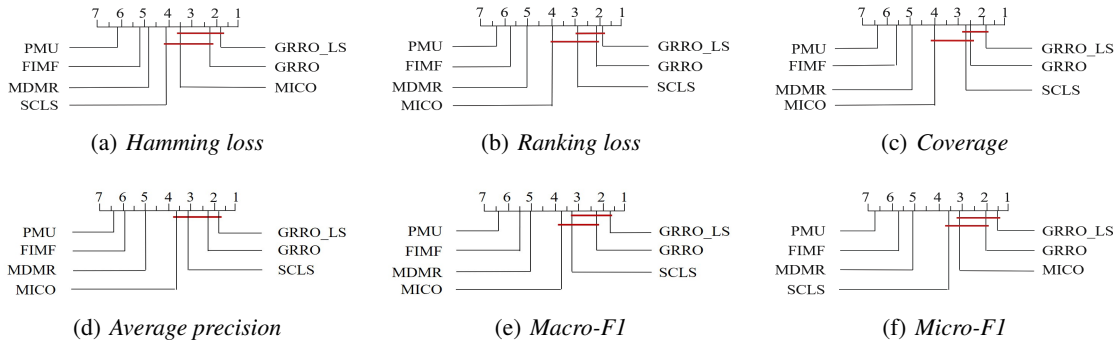 7 6 5 4 3 2 1
PMU
FIMF
MDMR
SCLS
GRRO_LS
GRRO
MICO
(a) Hamming loss
7 6 5 4 3 2 1
PMU
FIMF
MDMR
MICO
GRRO_LS
GRRO
SCLS
(b) Ranking loss
7 6 5 4 3 2 1
PMU
FIMF
MDMR
MICO
GRRO_LS
GRRO
SCLS
(c) Coverage
7 6 5 4 3 2 1
PMU
FIMF
MDMR
MICO
GRRO_LS
GRRO
SCLS
(d) Average precision
7 6 5 4 3 2 1
PMU
FIMF
MDMR
MICO
GRRO_LS
GRRO
SCLS
(e) Macro-F1
7 6 5 4 3 2 1
PMU
FIMF
MDMR
SCLS
GRRO_LS
GRRO
MICO
(f) Micro-F1